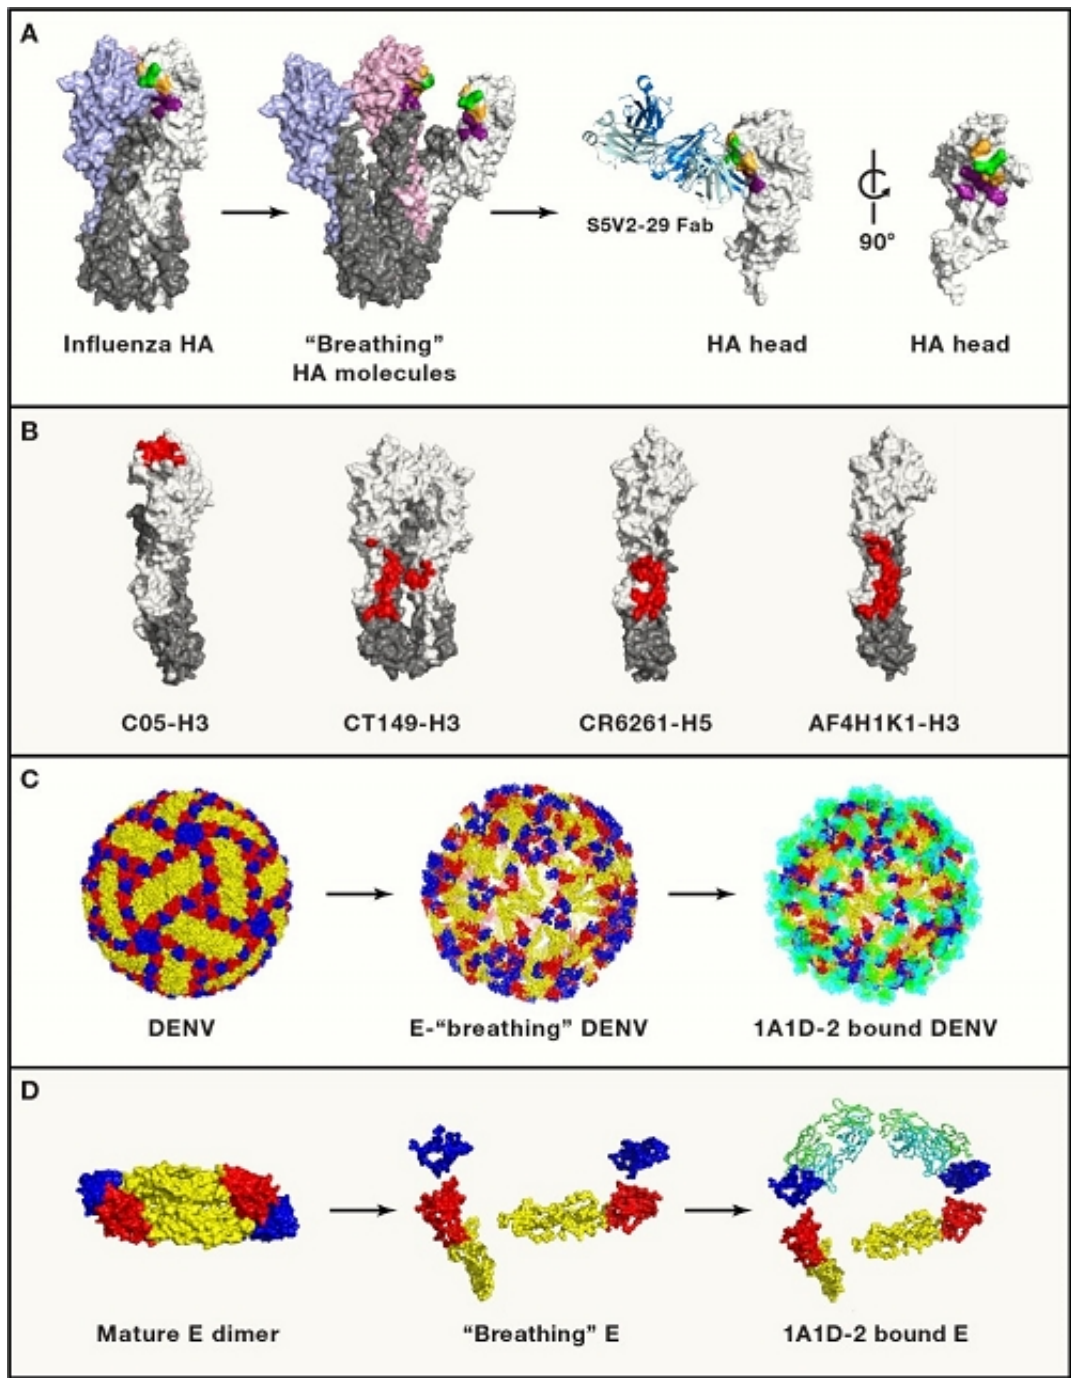 A
S5V2-29 Fab
90°
Influenza HA
“Breathing”
HA molecules
HA head
HA head
B
C05-H3
CT149-H3
CR6261-H5
AF4H1K1-H3
C
DENV
E-“breathing” DENV
1A1D-2 bound DENV
D
Mature E dimer
“Breathing” E
1A1D-2 bound E